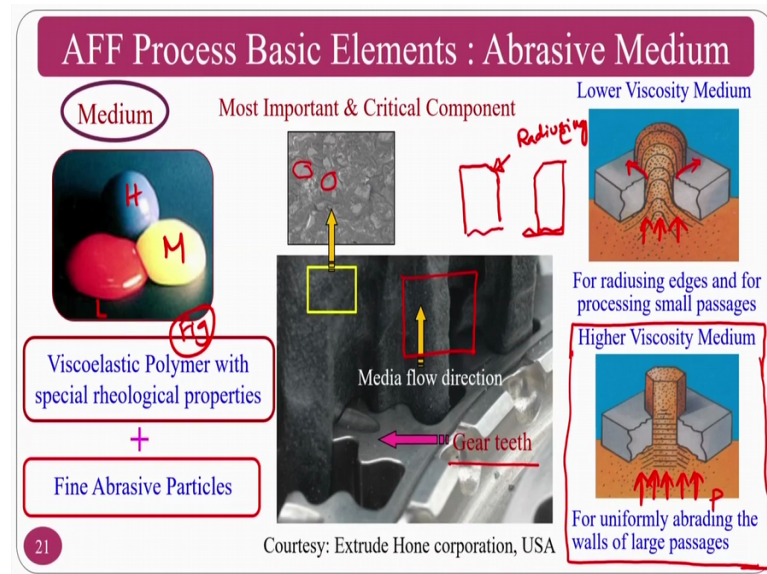 AFF Process Basic Elements : Abrasive Medium
Medium
Most Important & Critical Component
Lower Viscosity Medium
Radiusing
H
M
L
Fig
For radiusing edges and for
processing small passages
Viscoelastic Polymer with
special rheological properties
+
Fine Abrasive Particles
Media flow direction
Gear teeth
Higher Viscosity Medium
P
For uniformly abrading the
walls of large passages
21
Courtesy: Extrude Hone corporation, USA